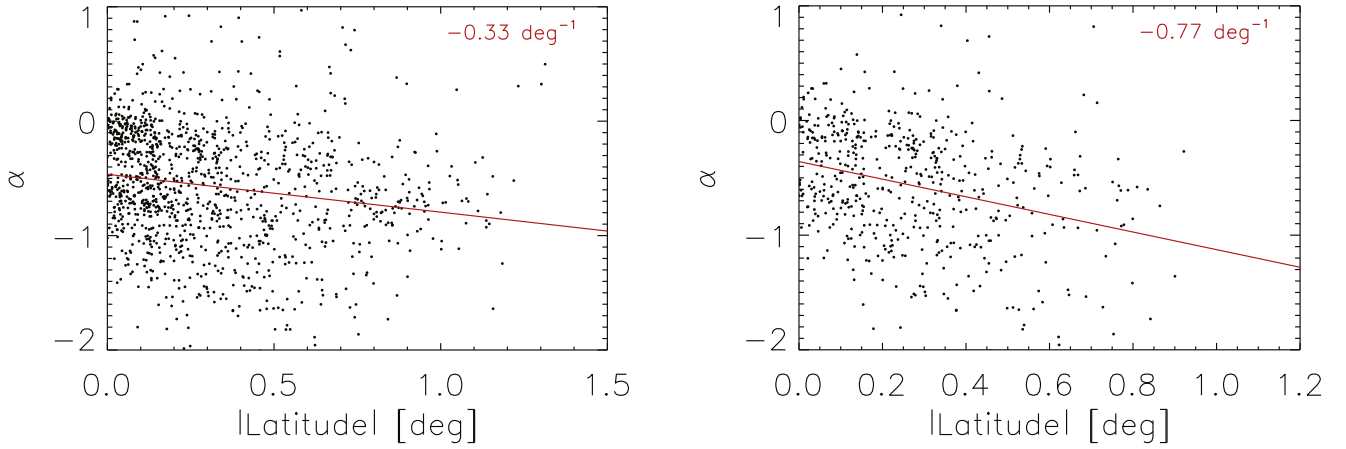 1
0
−1
−2
α
−0.33 deg⁻¹
0.0 0.5 1.0 1.5
|Latitude| [deg]
1
0
−1
−2
α
−0.77 deg⁻¹
0.0 0.2 0.4 0.6 0.8 1.0 1.2
|Latitude| [deg]